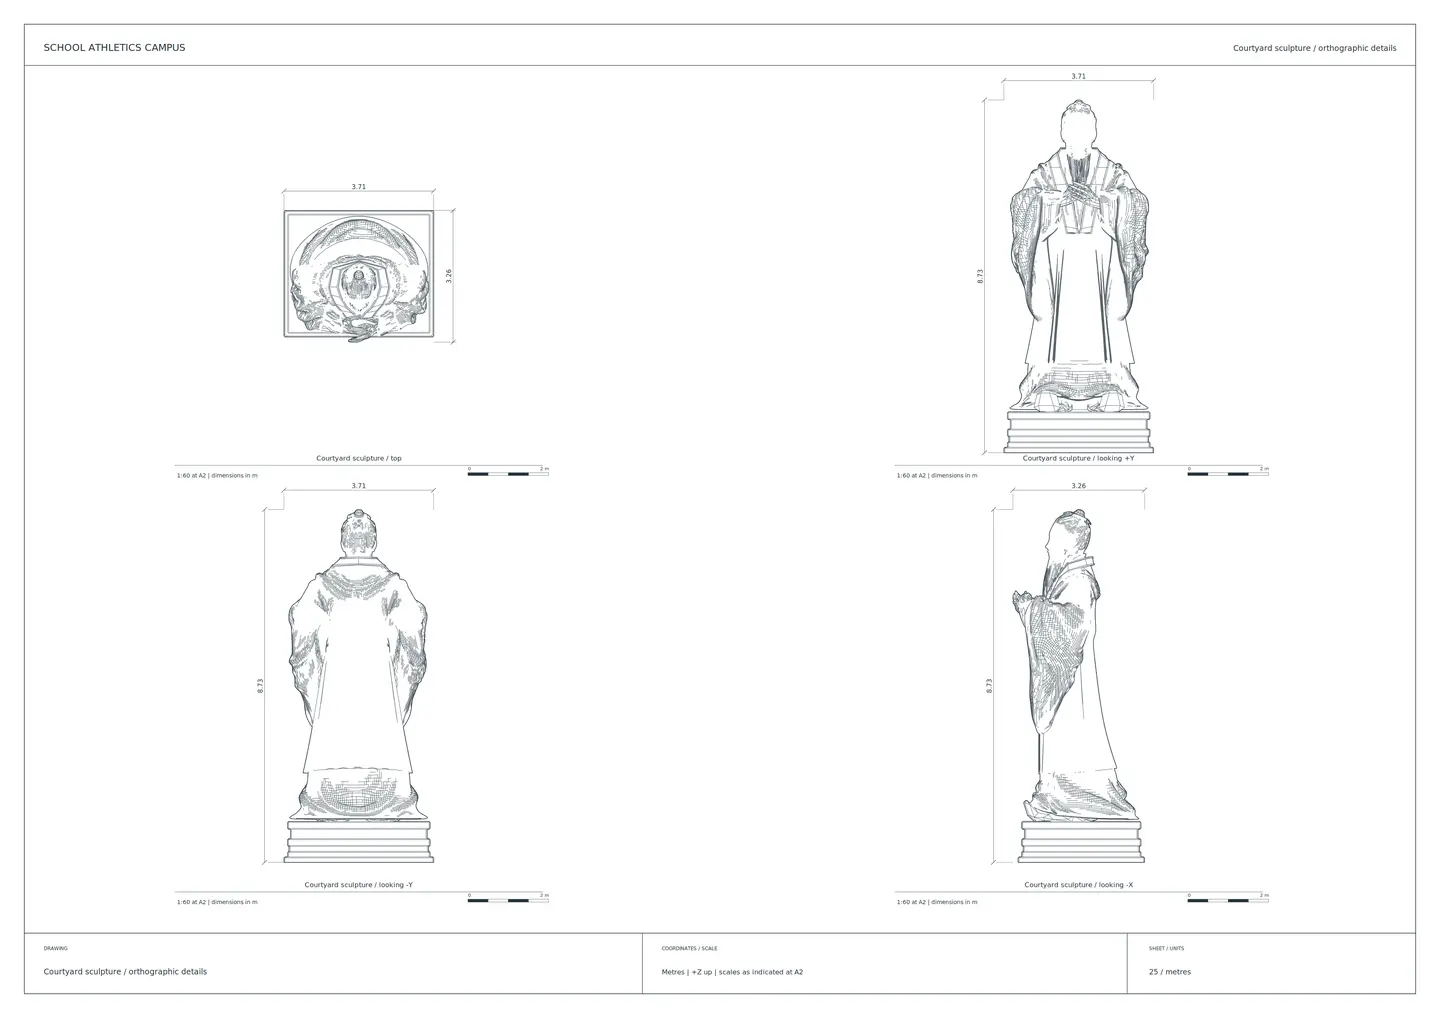 SCHOOL ATHLETICS CAMPUS
Courtyard sculpture / orthographic details
3.71
3.26
Courtyard sculpture / top
1:60 at A2 | dimensions in m
0 2 m
3.71
8.73
Courtyard sculpture / looking +Y
1:60 at A2 | dimensions in m
0 2 m
3.71
8.73
Courtyard sculpture / looking -Y
1:60 at A2 | dimensions in m
0 2 m
3.26
8.73
Courtyard sculpture / looking -X
1:60 at A2 | dimensions in m
0 2 m
DRAWING
Courtyard sculpture / orthographic details
COORDINATES / SCALE
Metres | +Z up | scales as indicated at A2
SHEET / UNITS
25 / metres